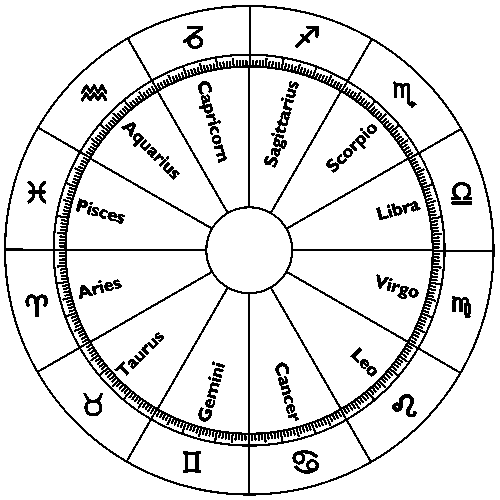 Capricorn
Sagittarius
Scorpio
Libra
Virgo
Leo
Cancer
Gemini
Taurus
Aries
Pisces
Aquarius
♑
♐
♏
♎
♍
♌
♋
♊
♉
♈
♓
♒